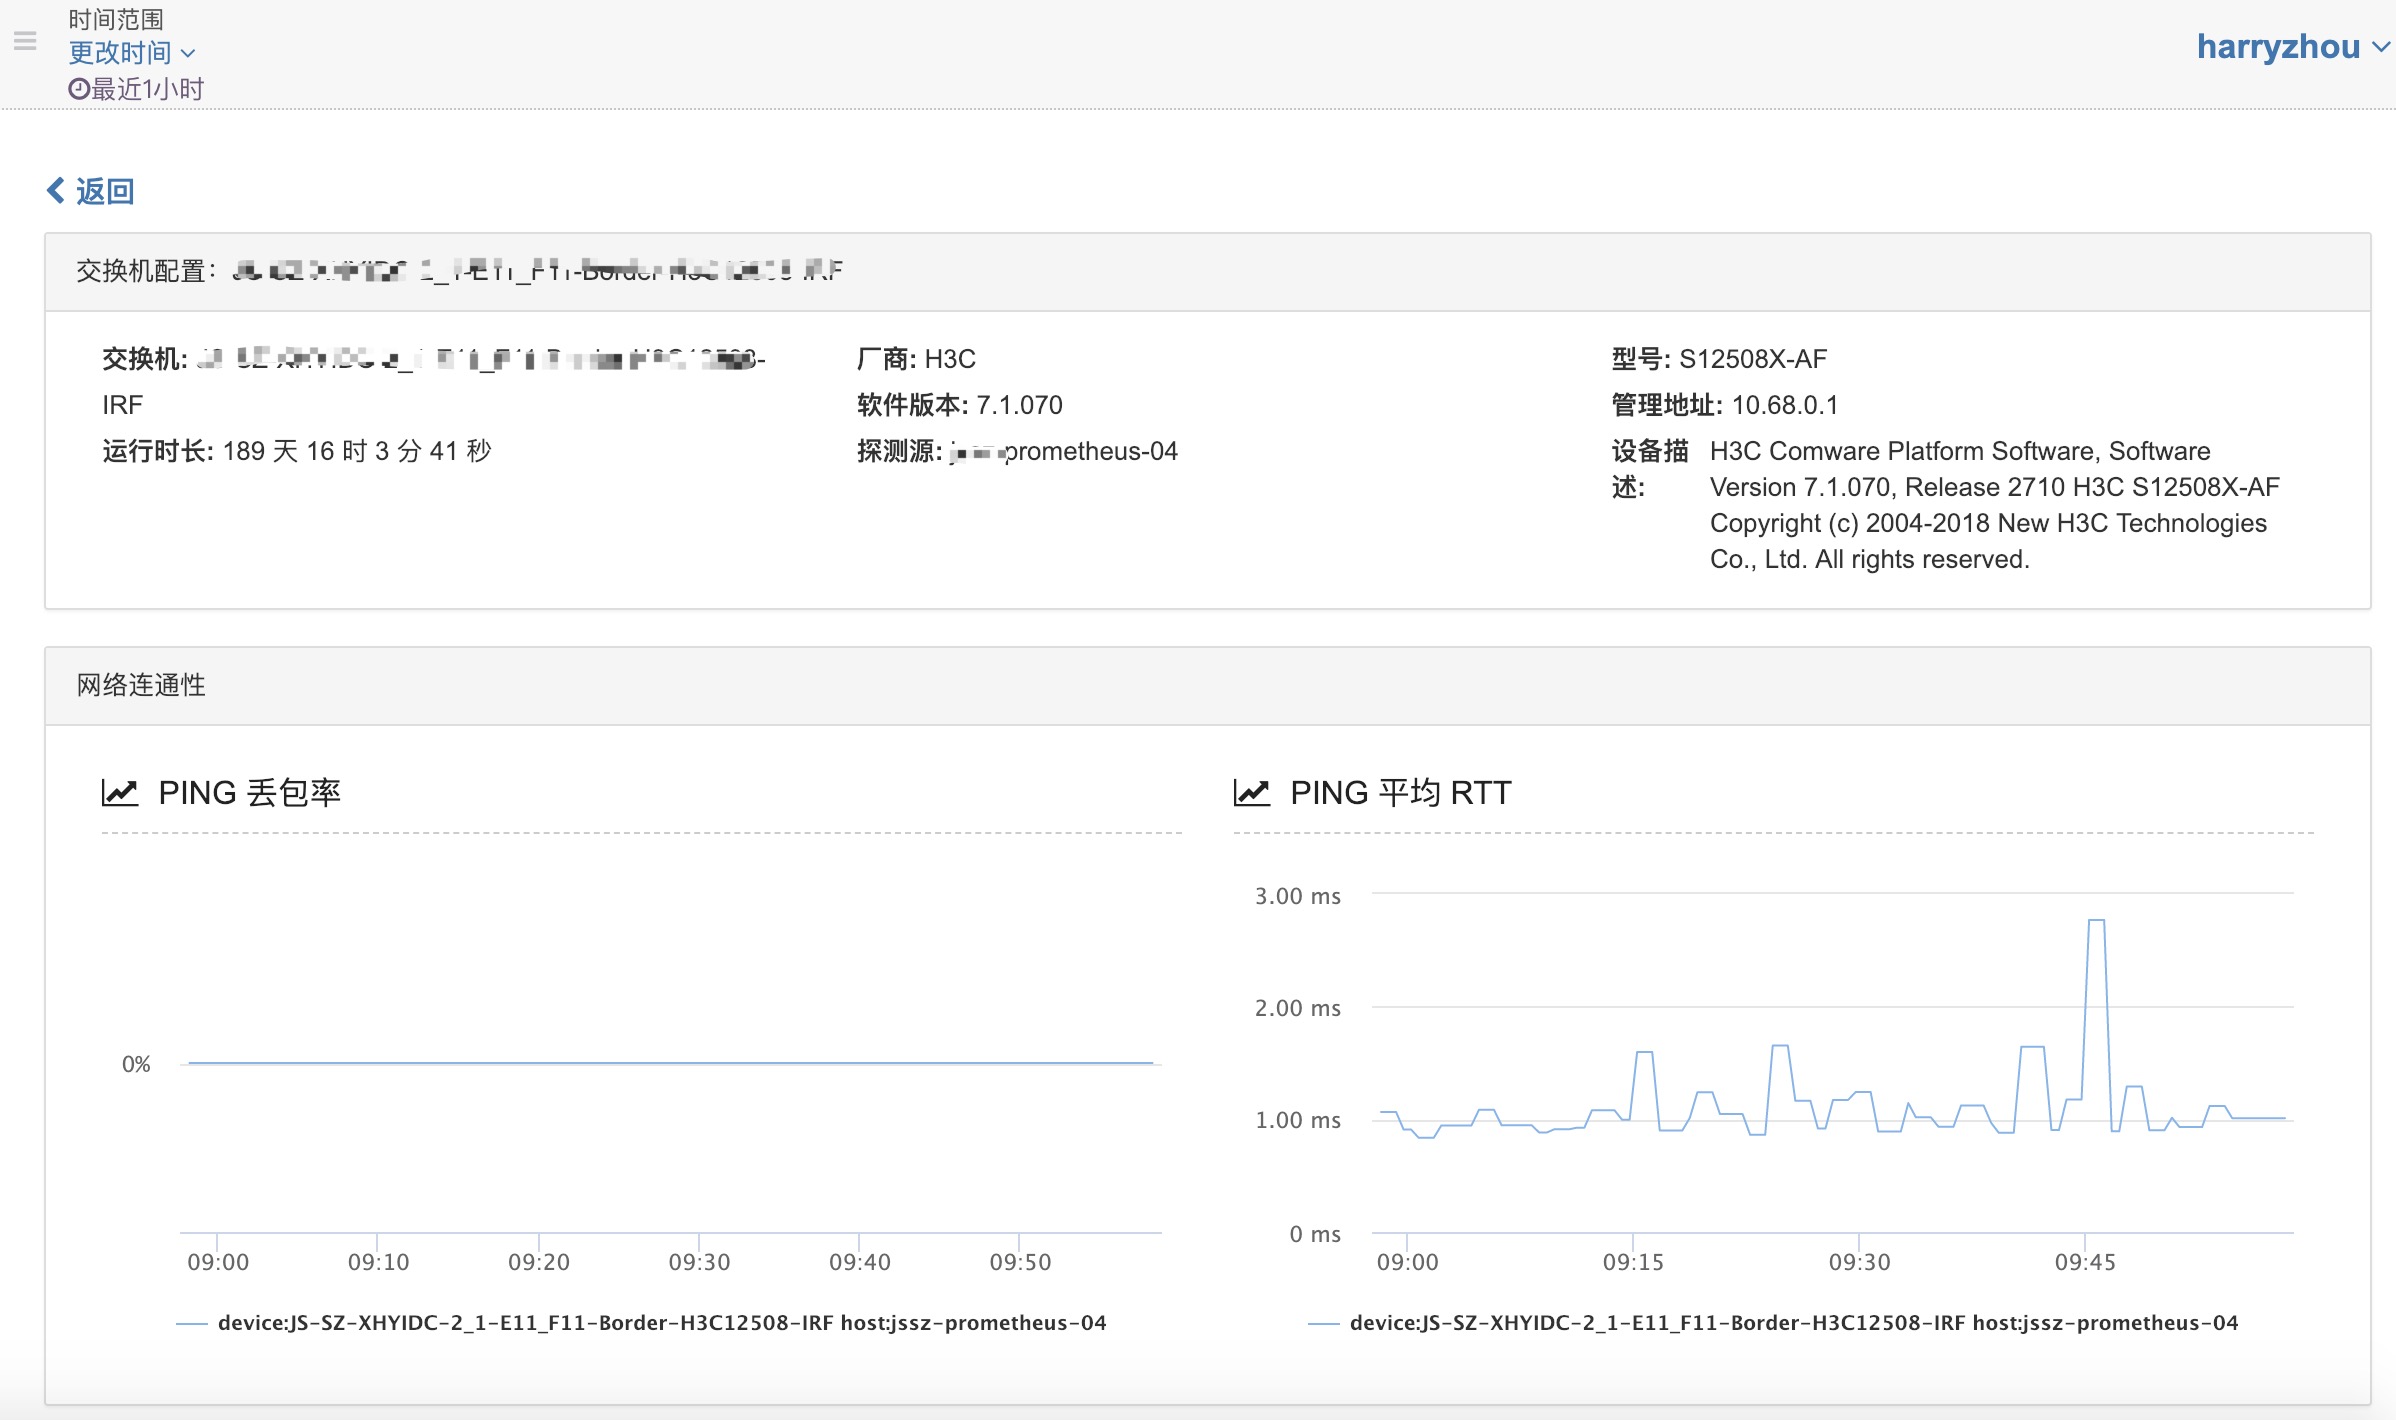 时间范围
更改时间
最近1小时
harryzhou
返回
交换机配置：
交换机:
IRF
运行时长: 189 天 16 时 3 分 41 秒
厂商: H3C
软件版本: 7.1.070
探测源: prometheus-04
型号: S12508X-AF
管理地址: 10.68.0.1
设备描述: H3C Comware Platform Software, Software
Version 7.1.070, Release 2710 H3C S12508X-AF
Copyright (c) 2004-2018 New H3C Technologies
Co., Ltd. All rights reserved.
网络连通性
PING 丢包率
0%
09:00 09:10 09:20 09:30 09:40 09:50
device:JS-SZ-XHYIDC-2_1-E11_F11-Border-H3C12508-IRF host:jssz-prometheus-04
PING 平均 RTT
3.00 ms
2.00 ms
1.00 ms
0 ms
09:00 09:15 09:30 09:45
device:JS-SZ-XHYIDC-2_1-E11_F11-Border-H3C12508-IRF host:jssz-prometheus-04